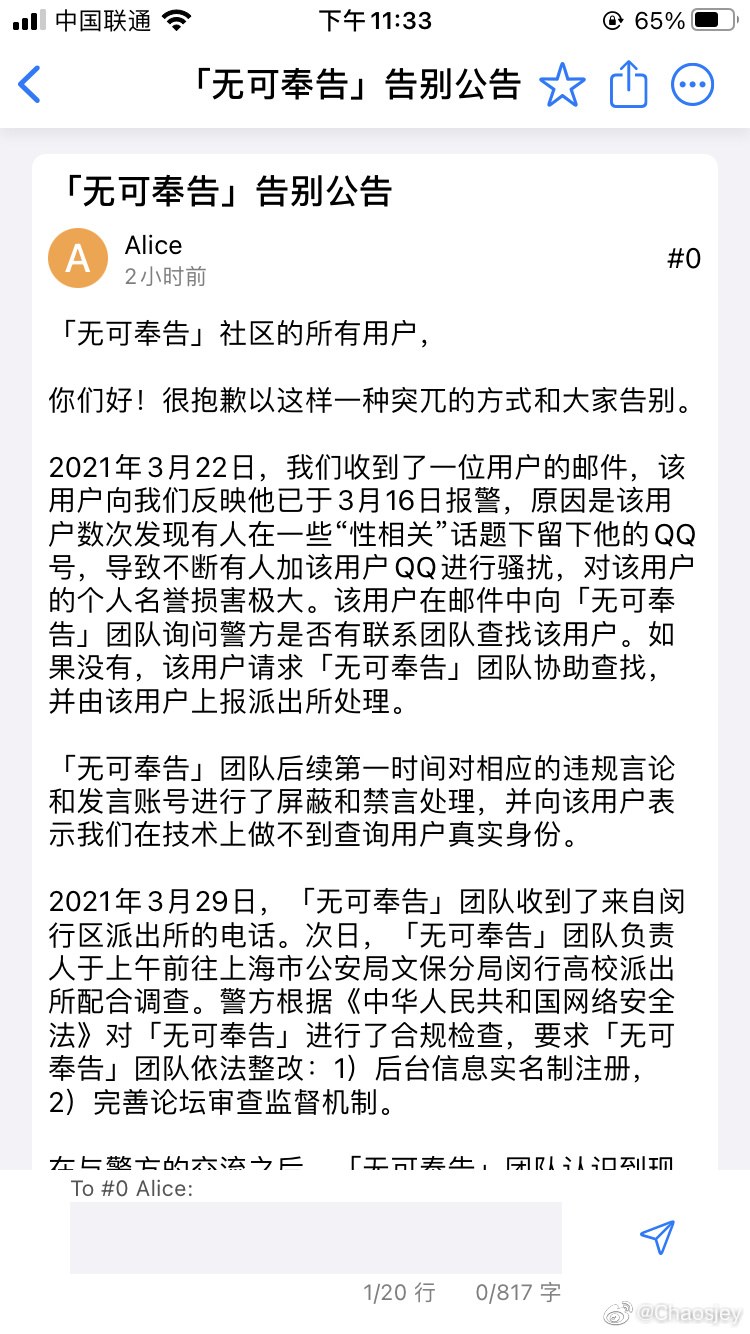 中国联通
下午11:33
65%
「无可奉告」告别公告
「无可奉告」告别公告
A
Alice
2小时前
#0
「无可奉告」社区的所有用户，
你们好！很抱歉以这样一种突兀的方式和大家告别。
2021年3月22日，我们收到了一位用户的邮件，该
用户向我们反映他已于3月16日报警，原因是该用
户数次发现有人在一些“性相关”话题下留下他的QQ
号，导致不断有人加该用户QQ进行骚扰，对该用户
的个人名誉损害极大。该用户在邮件中向「无可奉
告」团队询问警方是否有联系团队查找该用户。如
果没有，该用户请求「无可奉告」团队协助查找，
并由该用户上报派出所处理。
「无可奉告」团队后续第一时间对相应的违规言论
和发言账号进行了屏蔽和禁言处理，并向该用户表
示我们在技术上做不到查询用户真实身份。
2021年3月29日，「无可奉告」团队收到了来自闵
行区派出所的电话。次日，「无可奉告」团队负责
人于上午前往上海市公安局文保分局闵行高校派出
所配合调查。警方根据《中华人民共和国网络安全
法》对「无可奉告」进行了合规检查，要求「无可
奉告」团队依法整改：1）后台信息实名制注册，
2）完善论坛审查监督机制。
在与警方的交流之后，「无可奉告」团队认识到现
To #0 Alice:
1/20 行
0/817 字
@Chaosjey